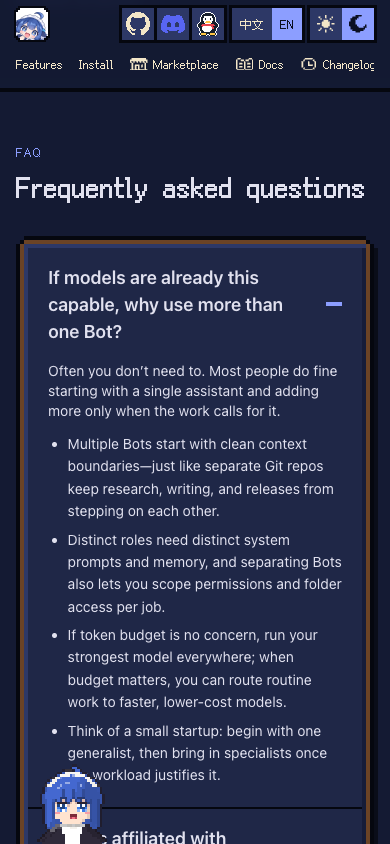 中文 EN
Features Install Marketplace Docs Changelog
FAQ
Frequently asked questions
If models are already this
capable, why use more than
one Bot?
Often you don’t need to. Most people do fine
starting with a single assistant and adding
more only when the work calls for it.
• Multiple Bots start with clean context
boundaries—just like separate Git repos
keep research, writing, and releases from
stepping on each other.
• Distinct roles need distinct system
prompts and memory, and separating Bots
also lets you scope permissions and folder
access per job.
• If token budget is no concern, run your
strongest model everywhere; when
budget matters, you can route routine
work to faster, lower-cost models.
• Think of a small startup: begin with one
generalist, then bring in specialists once
workload justifies it.
affiliated with